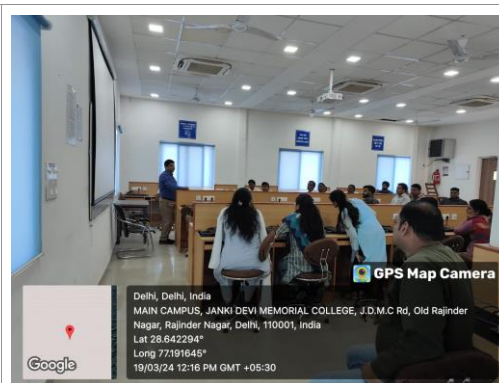 GPS Map Camera
Delhi, Delhi, India
MAIN CAMPUS, JANKI DEVI MEMORIAL COLLEGE, J.D.M.C Rd, Old Rajinder
Nagar, Rajinder Nagar, Delhi, 110001, India
Lat 28.642294°
Long 77.191645°
19/03/24 12:16 PM GMT +05:30
Google